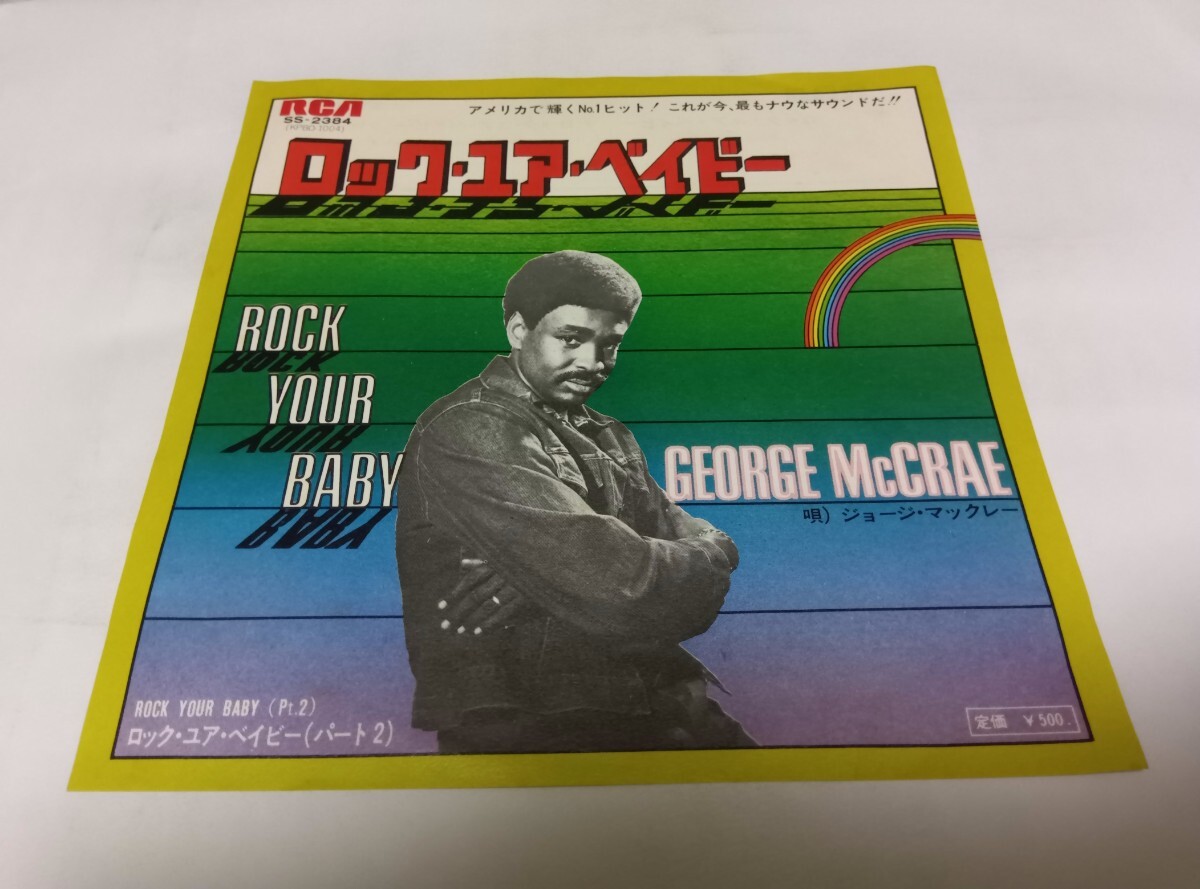 RCA
SS-2384
アメリカで輝くNo.1ヒット！これが今、最もナウなサウンドだ!!
ロック・ユア・ベイビー
ROCK
YOUR
BABY
GEORGE McCRAE
唄）ジョージ・マックレー
ROCK YOUR BABY (Pt.2)
ロック・ユア・ベイビー(パート2)
定価 ¥500.